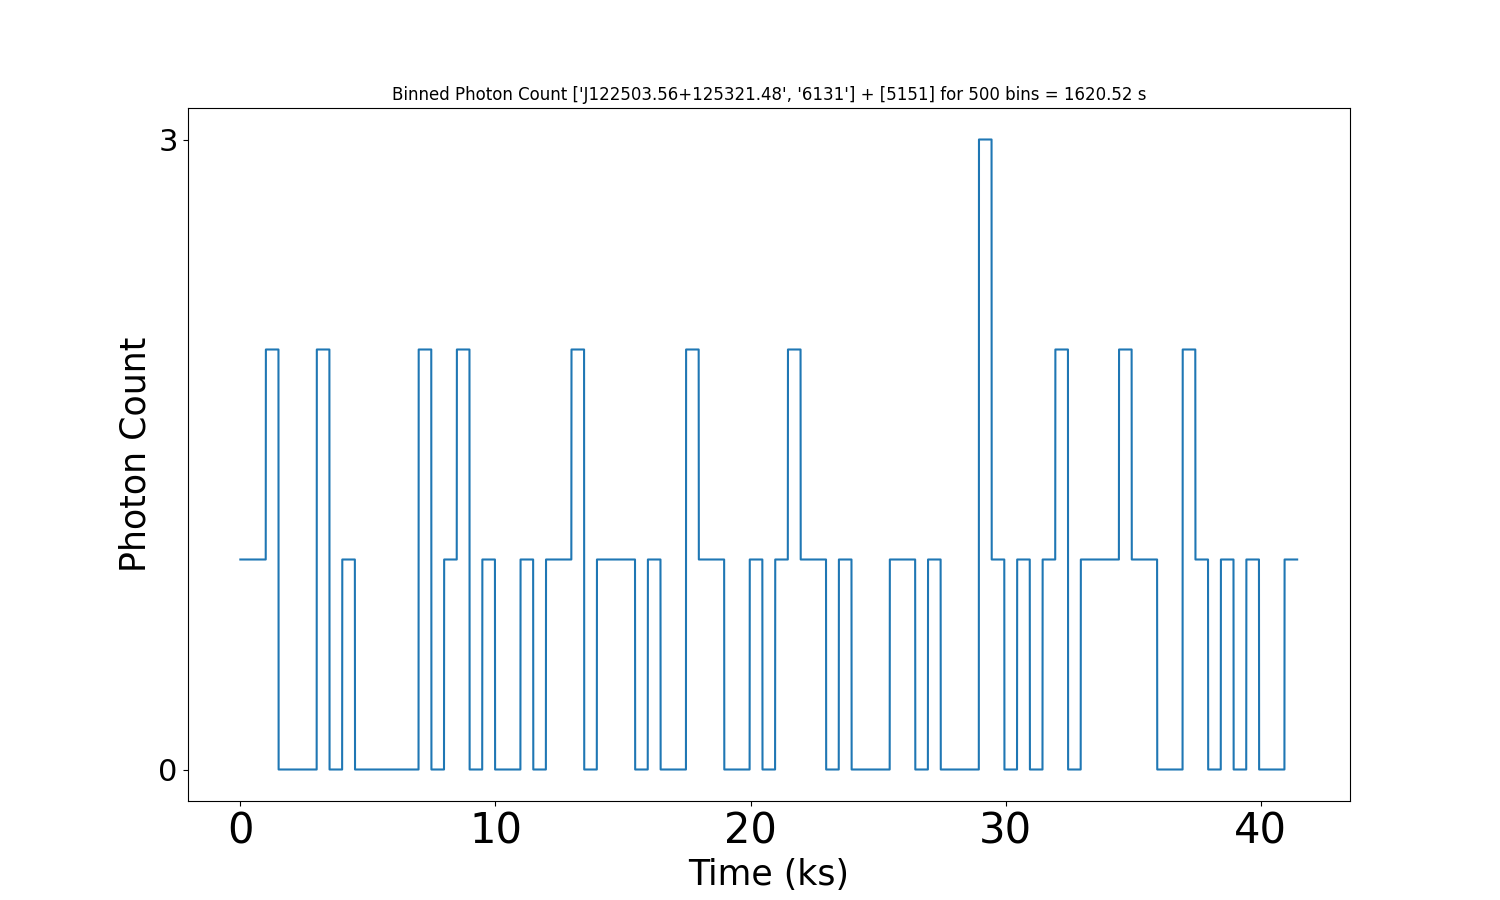 Binned Photon Count ['J122503.56+125321.48', '6131'] + [5151] for 500 bins = 1620.52 s
3
Photon Count
0
0 10 20 30 40
Time (ks)